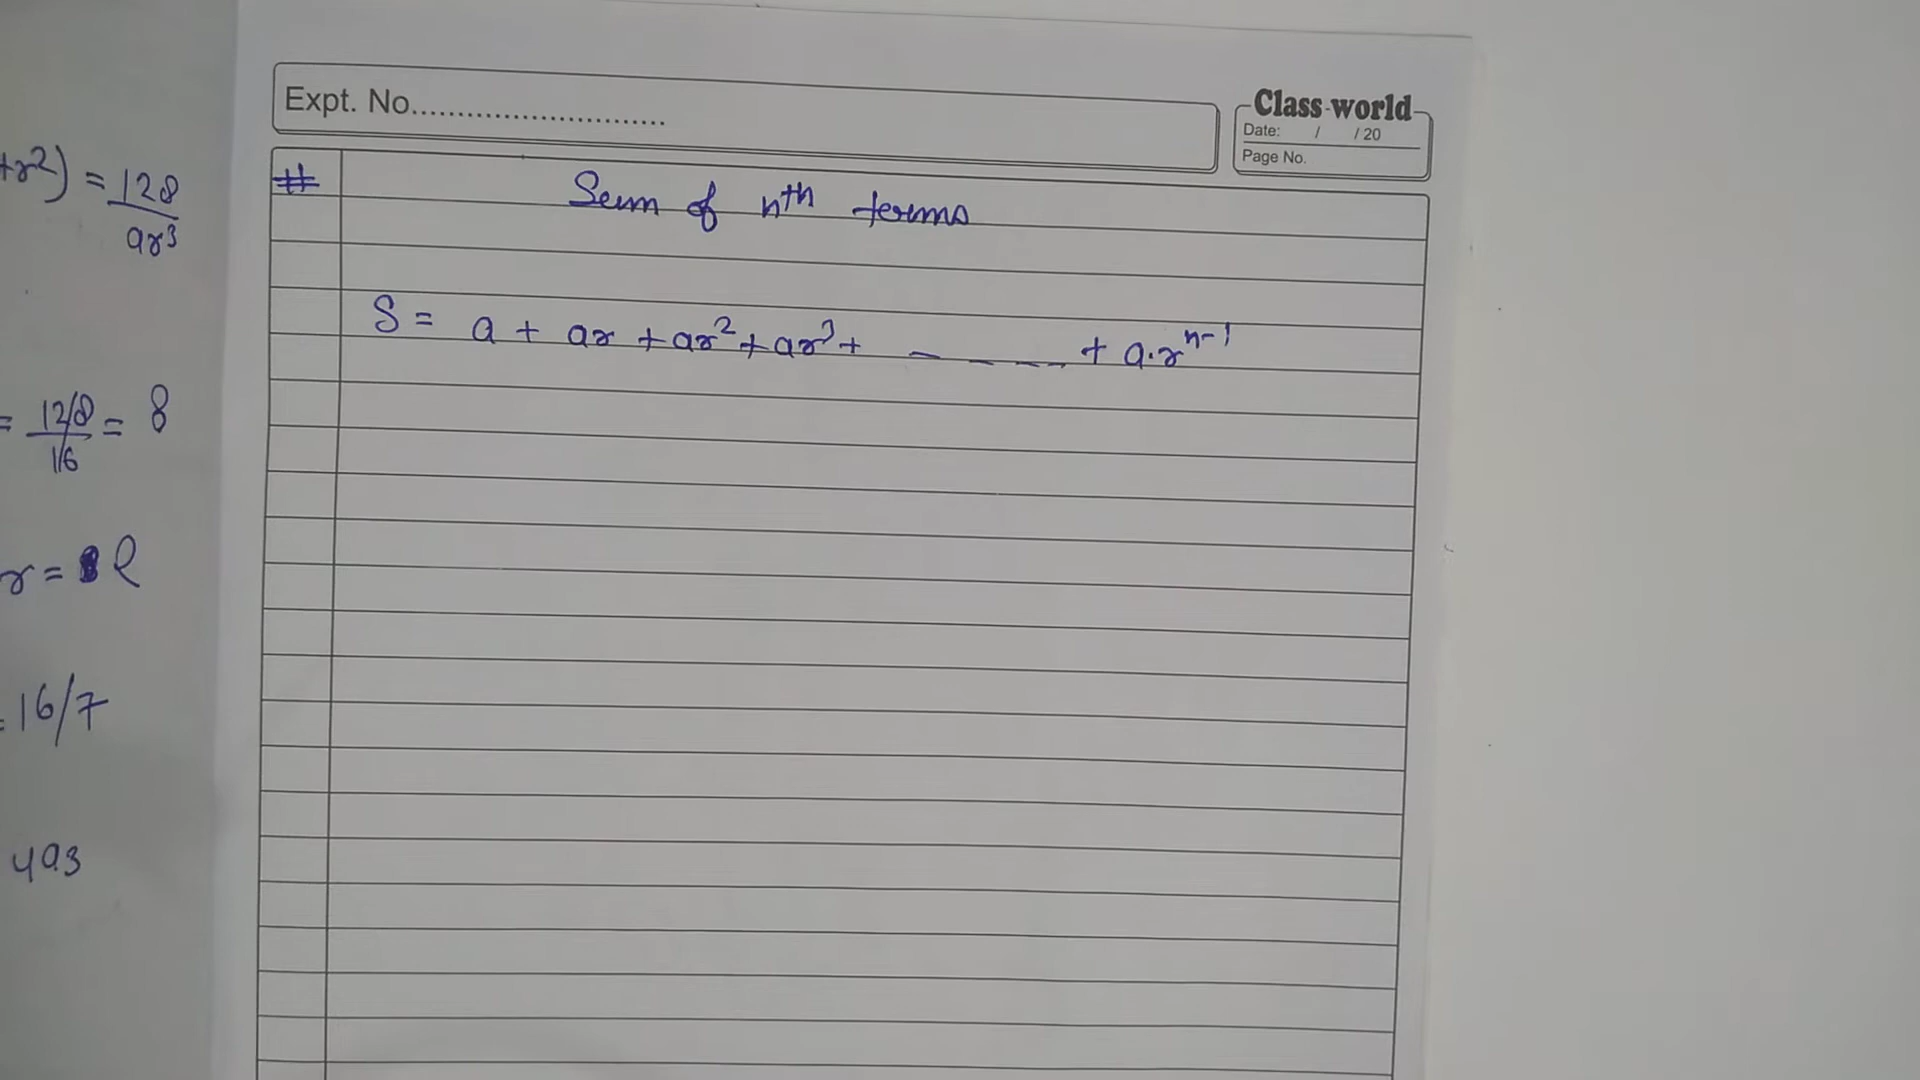 +r²) = 128
ar³
= 128 = 8
16
r = 2
= 16/7
493
Expt. No............................
Class world
Date: / / 20
Page No.
# Sum of nth terms
S = a + ar + ar² + ar³ + - - - - + a.r^n-1